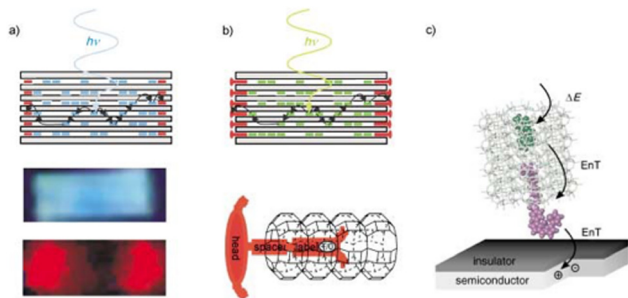 a)
hν
b)
hν
c)
ΔE
EnT
EnT
head
spacer
label
insulator
semiconductor
⊕
⊖